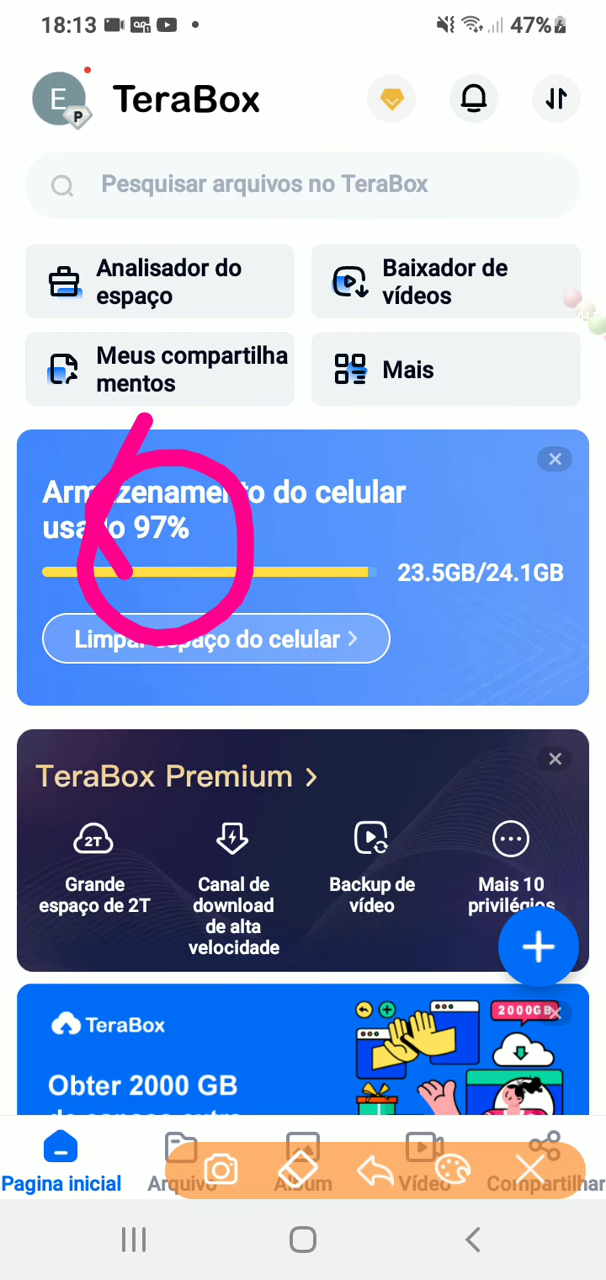 18:13
47%
E
P
TeraBox
Pesquisar arquivos no TeraBox
Analisador do
espaço
Baixador de
vídeos
Meus compartilha
mentos
Mais
Armazenamento do celular
usado 97%
23.5GB/24.1GB
Limpar espaço do celular >
TeraBox Premium >
2T
Grande
espaço de 2T
Canal de
download
de alta
velocidade
Backup de
vídeo
Mais 10
privilégios
TeraBox
2000GB
Obter 2000 GB
Pagina inicial
Arquivo
Álbum
Vídeo
Compartilhar